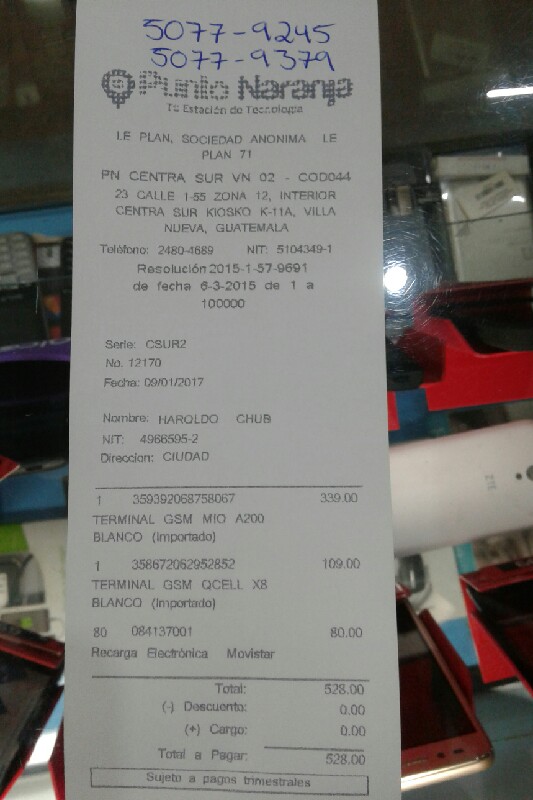 5077-9245
5077-9379
Punto Naranja
Tu Estación de Tecnología
LE PLAN, SOCIEDAD ANONIMA LE
PLAN 71
PN CENTRA SUR VN 02 - COD044
23 CALLE 1-55 ZONA 12, INTERIOR
CENTRA SUR KIOSKO K-11A, VILLA
NUEVA, GUATEMALA
Teléfono: 2480-4689 NIT: 5104349-1
Resolución 2015-1-57-9691
de fecha 6-3-2015 de 1 a
100000
Serie: CSUR2
No. 12170
Fecha: 09/01/2017
Nombre: HAROLDO CHUB
NIT: 4966595-2
Direccion: CIUDAD
1 359392068758067 339.00
TERMINAL GSM MIO A200
BLANCO (Importado)
1 358672062952852 109.00
TERMINAL GSM QCELL X8
BLANCO (Importado)
80 084137001 80.00
Recarga Electrónica Movistar
Total: 528.00
(-) Descuento: 0.00
(+) Cargo: 0.00
Total a Pagar: 528.00
Sujeto a pagos trimestrales